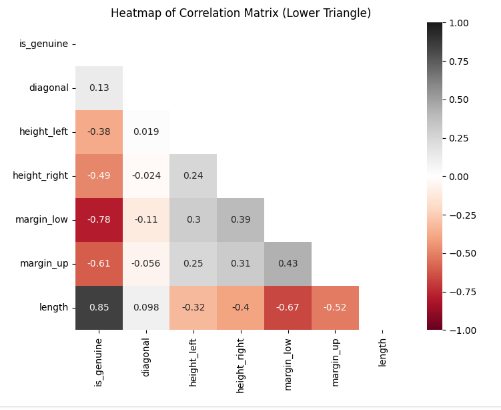 Heatmap of Correlation Matrix (Lower Triangle)
is_genuine
diagonal 0.13
height_left -0.38 0.019
height_right -0.49 -0.024 0.24
margin_low -0.78 -0.11 0.3 0.39
margin_up -0.61 -0.056 0.25 0.31 0.43
length 0.85 0.098 -0.32 -0.4 -0.67 -0.52
is_genuine
diagonal
height_left
height_right
margin_low
margin_up
length
1.00
0.75
0.50
0.25
0.00
−0.25
−0.50
−0.75
−1.00